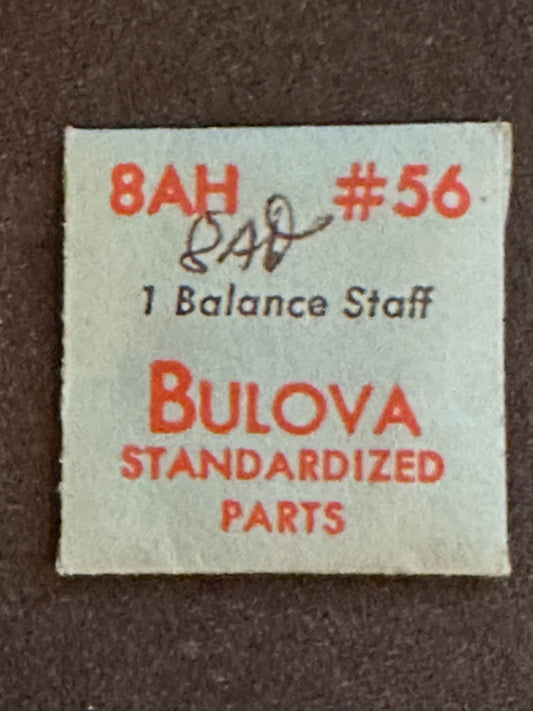 8AH #56
8AD
1 Balance Staff
BULOVA
STANDARDIZED
PARTS